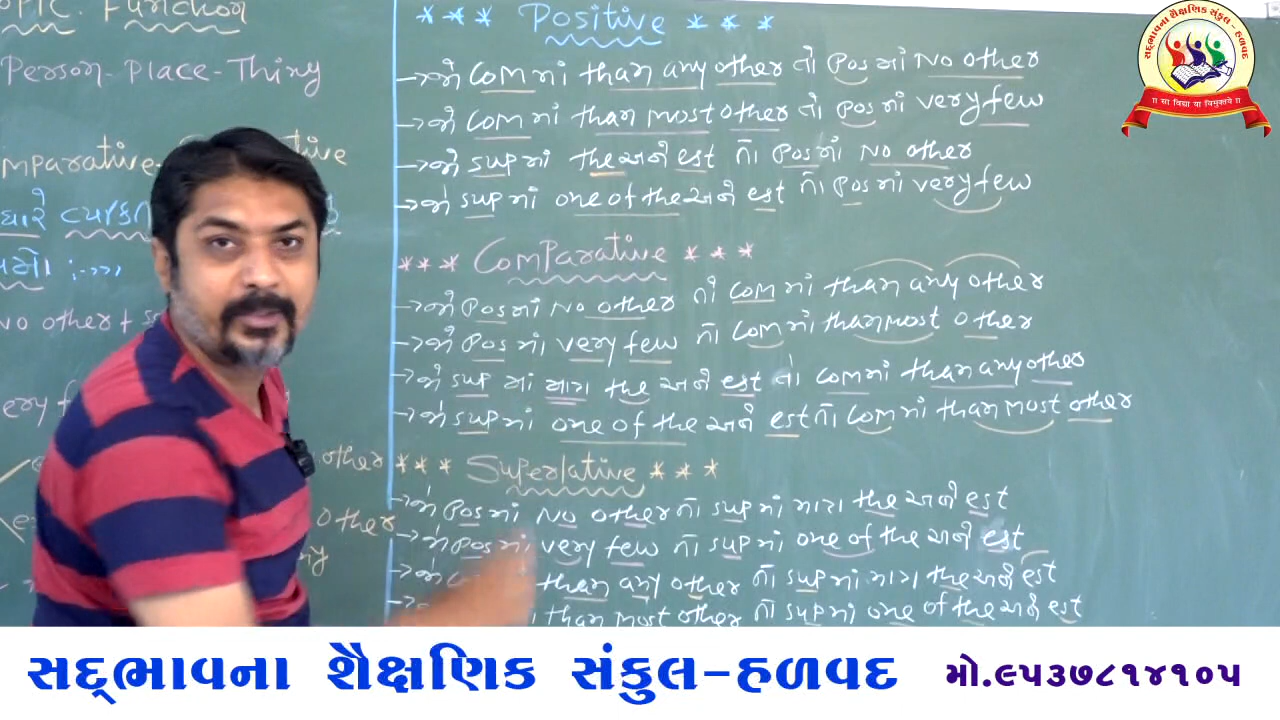 Function
Person-Place-Thing
*** Positive ***
→ જો COM માં than any other તો Pos માં No other
→ જો COM માં than most other તો Pos માં very few
→ જો sup માં the અને est તો Pos માં No other
→ જો sup માં one of the અને est તો Pos માં very few
*** Comparative ***
→ જો Pos માં No other તો COM માં than any other
→ જો Pos માં very few તો COM માં than most other
→ જો sup માં માત્ર the અને est તો COM માં than any other
→ જો sup માં one of the અને est તો COM માં than most other
*** Superlative ***
→ જો Pos માં No other તો sup માં માત્ર the અને est
→ જો Pos માં very few તો sup માં one of the અને est
→ જો than any other તો sup માં માત્ર the અને est
than most other તો sup માં one of the અને est
No other +
other
other
સદ્ભાવના શૈક્ષણિક સંકુલ - હળવદ
॥ સા વિદ્યા યા વિમુક્તયે ॥
સદ્ભાવના શૈક્ષણિક સંકુલ-હળવદ
મો.૯૫૩૭૮૧૪૧૦૫